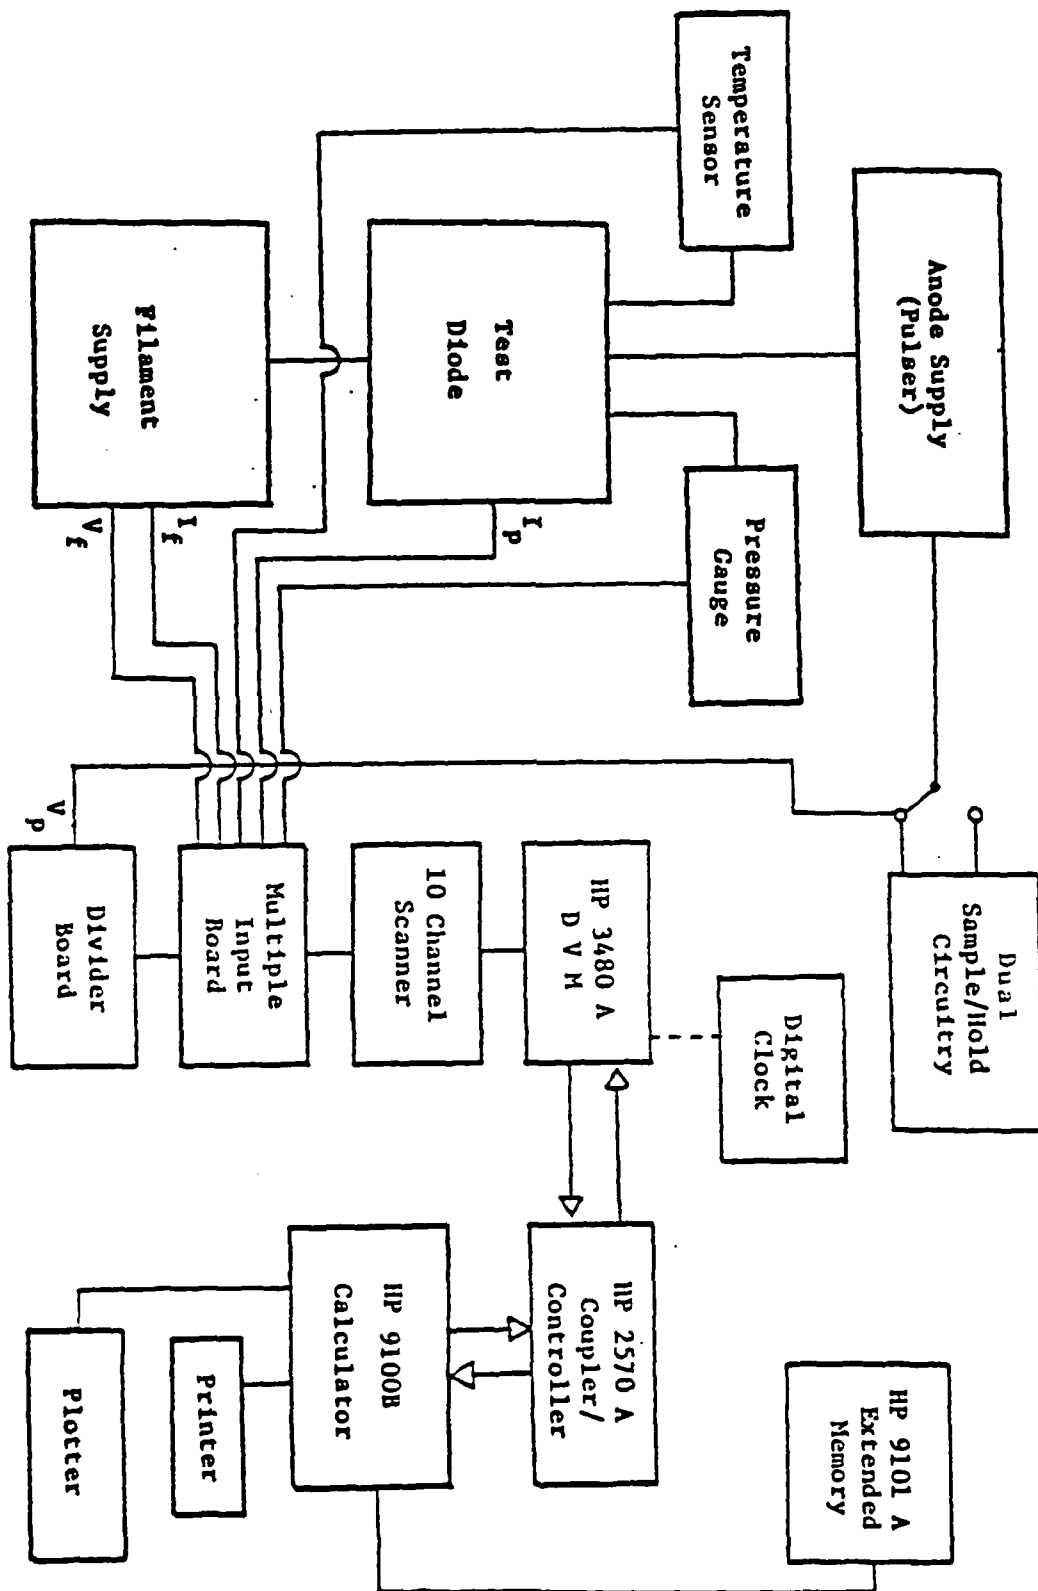 Temperature
Sensor
Anode Supply
(Pulser)
Test
Diode
Filament
Supply
Pressure
Gauge
I p
I f
V f
V p
Dual
Sample/Hold
Circuitry
Digital
Clock
HP 3480 A
D V M
10 Channel
Scanner
Multiple
Input
Board
Divider
Board
HP 9101 A
Extended
Memory
HP 2570 A
Coupler/
Controller
HP 9100B
Calculator
Printer
Plotter